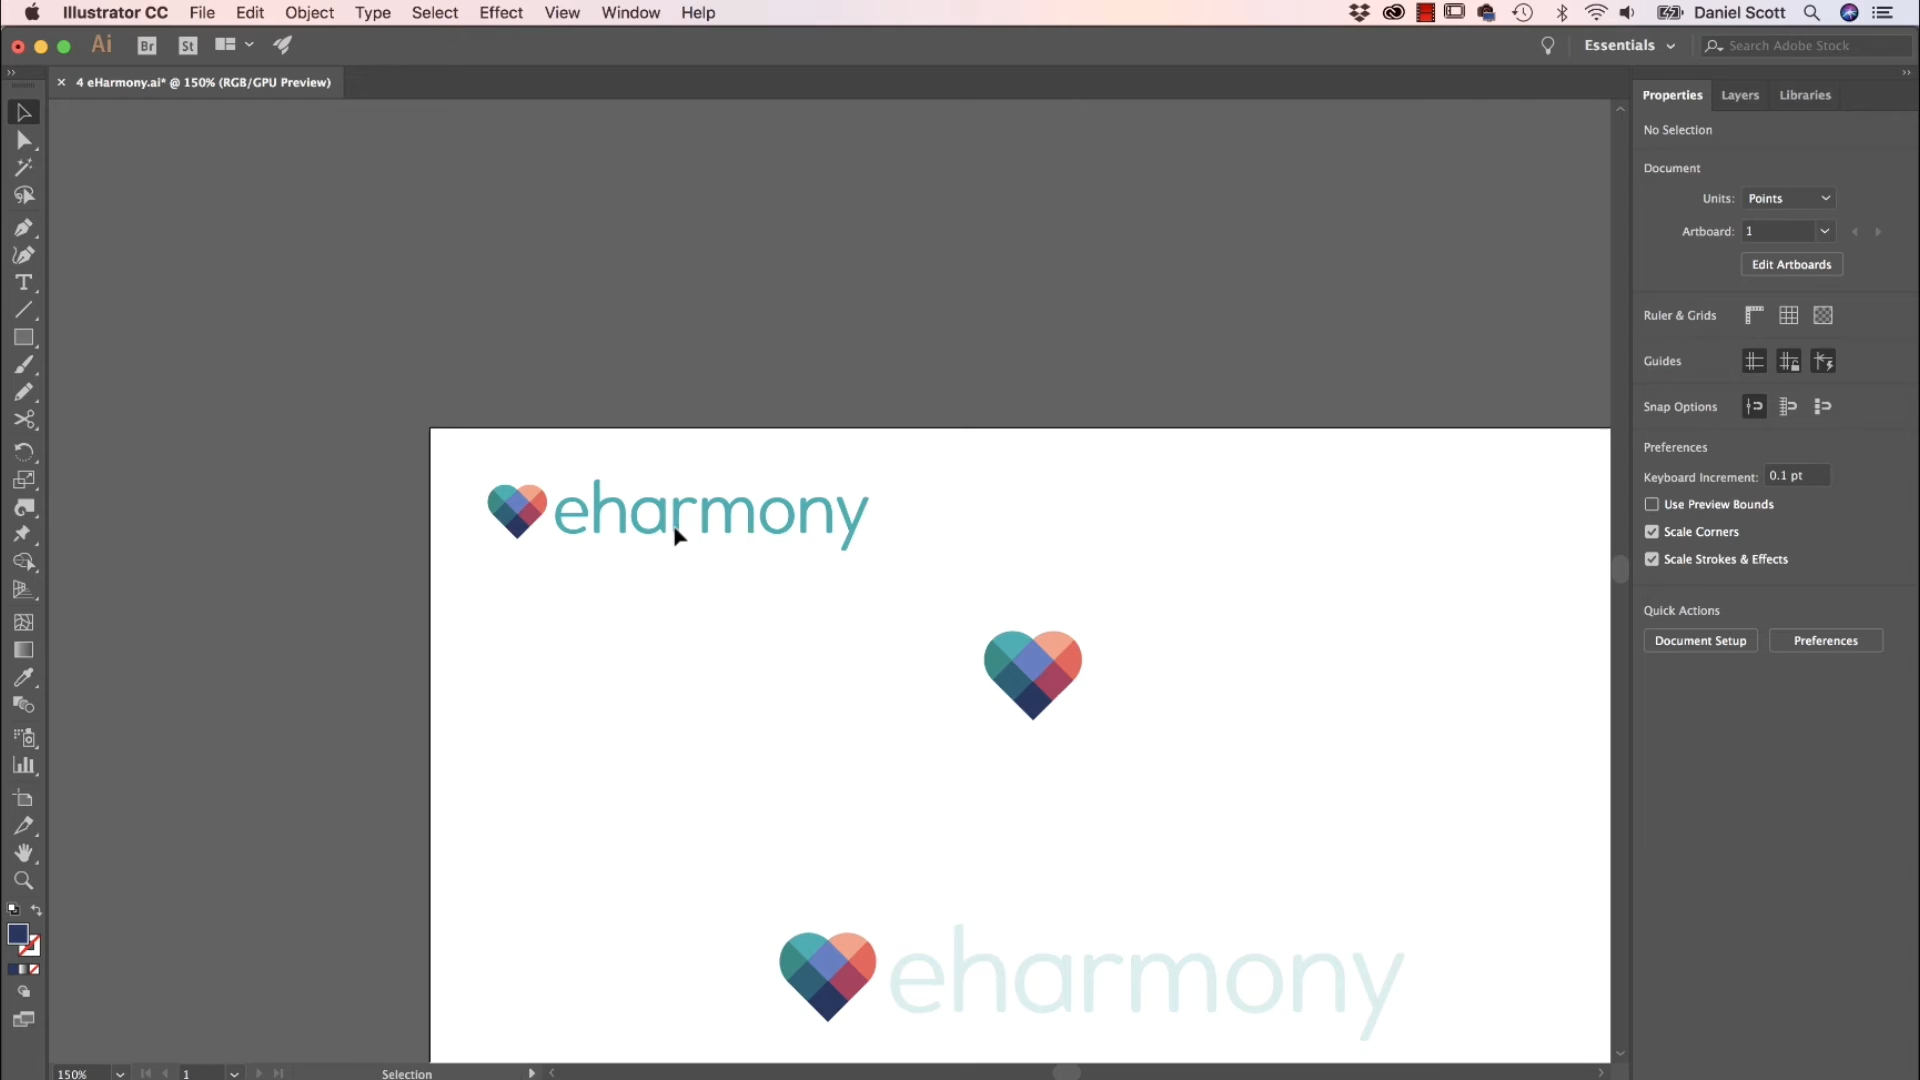 Illustrator CC File Edit Object Type Select Effect View Window Help Daniel Scott
Ai Br St Essentials Search Adobe Stock
4 eHarmony.ai* @ 150% (RGB/GPU Preview)
Properties Layers Libraries
No Selection
Document
Units: Points
Artboard: 1
Edit Artboards
Ruler & Grids
Guides
Snap Options
Preferences
Keyboard Increment: 0.1 pt
Use Preview Bounds
Scale Corners
Scale Strokes & Effects
Quick Actions
Document Setup Preferences
eharmony
eharmony
150% 1 Selection